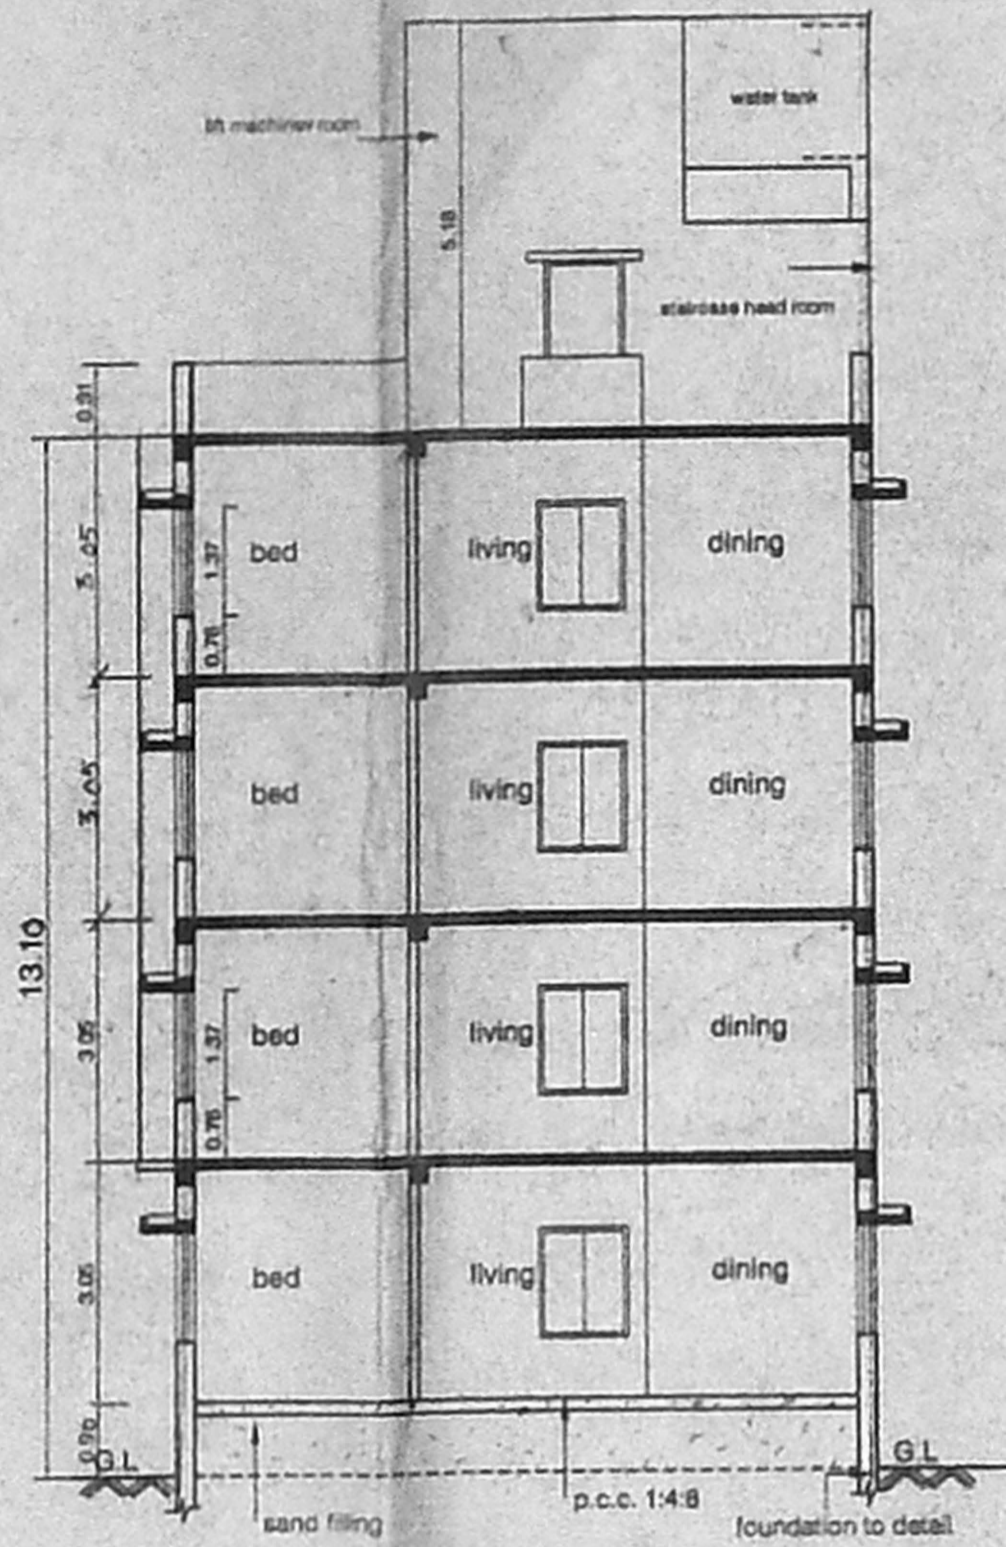 water tank
lift machiner room
5.18
staircase head room
0.91
3.05
1.37
0.76
bed
living
dining
3.05
bed
living
dining
13.10
3.05
1.37
0.76
bed
living
dining
3.05
bed
living
dining
0.90
G.L
G.L
sand filling
p.c.c. 1:4:8
foundation to detail